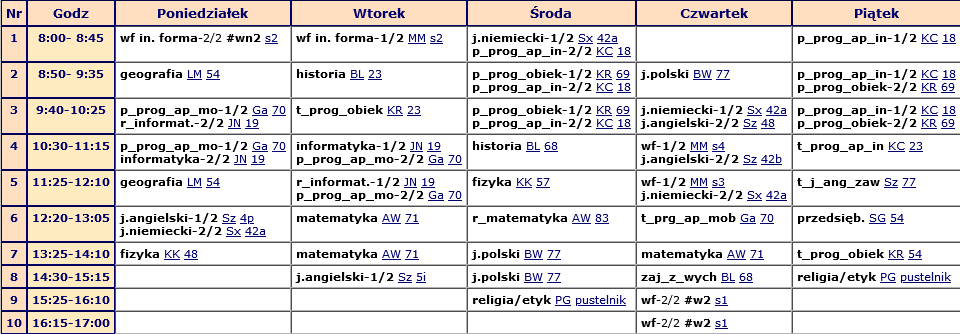 Nr Godz Poniedziałek Wtorek Środa Czwartek Piątek
1 8:00- 8:45 wf in. forma-2/2 #wn2 s2 wf in. forma-1/2 MM s2 j.niemiecki-1/2 Sx 42a p_prog_ap_in-1/2 KC 18
p_prog_ap_in-2/2 KC 18
2 8:50- 9:35 geografia LM 54 historia BL 23 p_prog_obiek-1/2 KR 69 j.polski BW 77 p_prog_ap_in-1/2 KC 18
p_prog_ap_in-2/2 KC 18 p_prog_obiek-2/2 KR 69
3 9:40-10:25 p_prog_ap_mo-1/2 Ga 70 t_prog_obiek KR 23 p_prog_obiek-1/2 KR 69 j.niemiecki-1/2 Sx 42a p_prog_ap_in-1/2 KC 18
r_informat.-2/2 JN 19 p_prog_ap_in-2/2 KC 18 j.angielski-2/2 Sz 48 p_prog_obiek-2/2 KR 69
4 10:30-11:15 p_prog_ap_mo-1/2 Ga 70 informatyka-1/2 JN 19 historia BL 68 wf-1/2 MM s4 t_prog_ap_in KC 23
informatyka-2/2 JN 19 p_prog_ap_mo-2/2 Ga 70 j.angielski-2/2 Sz 42b
5 11:25-12:10 geografia LM 54 r_informat.-1/2 JN 19 fizyka KK 57 wf-1/2 MM s3 t_j_ang_zaw Sz 77
p_prog_ap_mo-2/2 Ga 70 j.niemiecki-2/2 Sx 42a
6 12:20-13:05 j.angielski-1/2 Sz 4p matematyka AW 71 r_matematyka AW 83 t_prg_ap_mob Ga 70 przedsięb. SG 54
j.niemiecki-2/2 Sx 42a
7 13:25-14:10 fizyka KK 48 matematyka AW 71 j.polski BW 77 matematyka AW 71 t_prog_obiek KR 54
8 14:30-15:15 j.angielski-1/2 Sz 5i j.polski BW 77 zaj_z_wych BL 68 religia/etyk PG pustelnik
9 15:25-16:10 religia/etyk PG pustelnik wf-2/2 #w2 s1
10 16:15-17:00 wf-2/2 #w2 s1